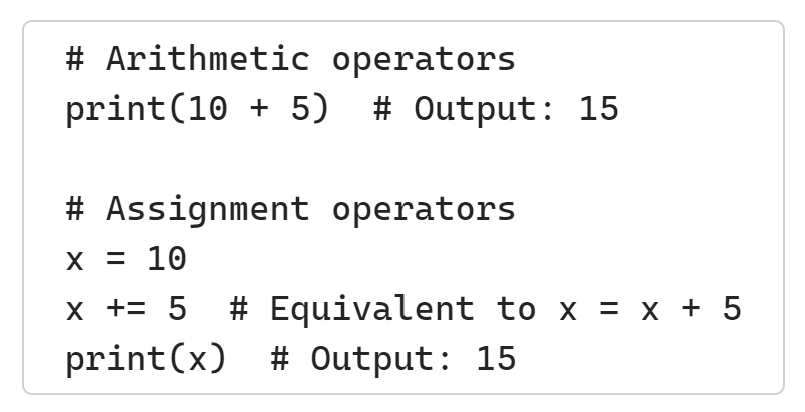 # Arithmetic operators
print(10 + 5)  # Output: 15

# Assignment operators
x = 10
x += 5  # Equivalent to x = x + 5
print(x)  # Output: 15